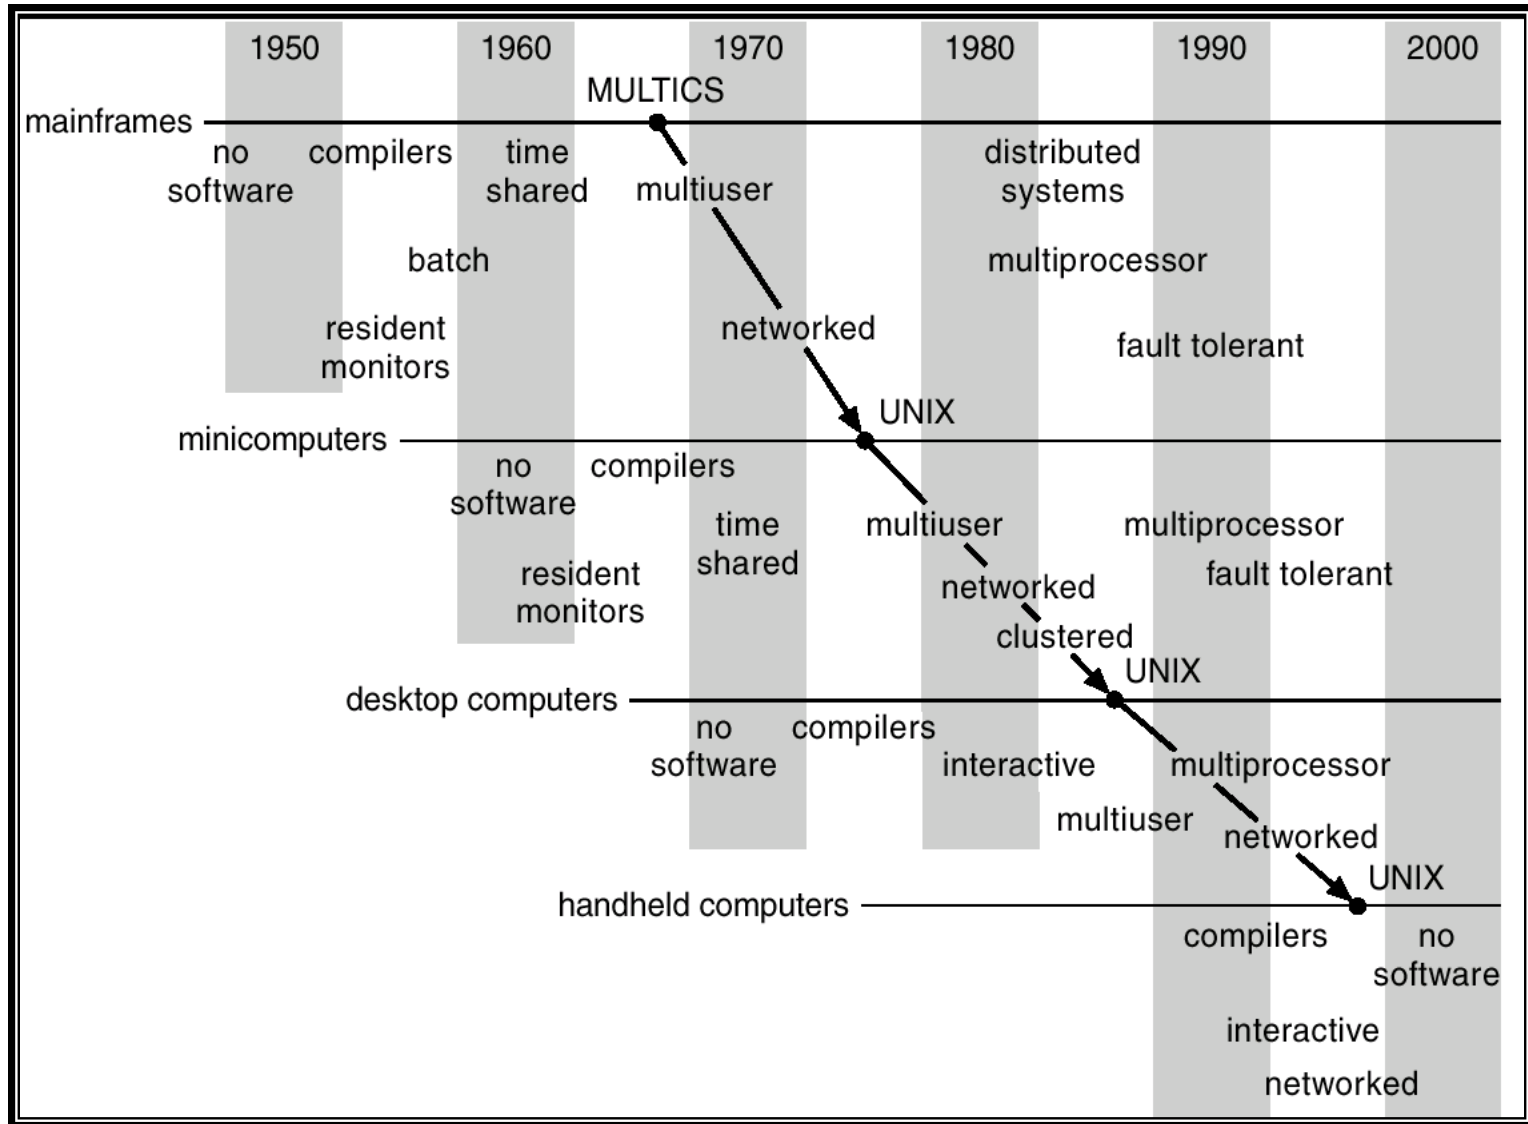 1950 1960 1970 1980 1990 2000
MULTICS
mainframes
no compilers time distributed
software shared multiuser systems
batch multiprocessor
resident networked fault tolerant
monitors
UNIX
minicomputers
no compilers
software
time multiuser multiprocessor
shared
resident networked fault tolerant
monitors
clustered
UNIX
desktop computers
no compilers
software interactive multiprocessor
multiuser networked
UNIX
handheld computers
compilers no
software
interactive
networked